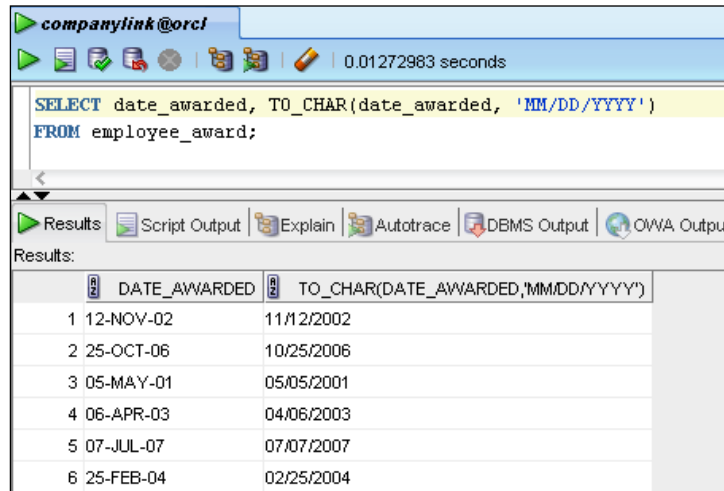 companylink@orcl
0.01272983 seconds
SELECT date_awarded, TO_CHAR(date_awarded, 'MM/DD/YYYY')
FROM employee_award;
Results Script Output Explain Autotrace DBMS Output OWA Outpu
Results:
DATE_AWARDED TO_CHAR(DATE_AWARDED,'MM/DD/YYYY')
1 12-NOV-02 11/12/2002
2 25-OCT-06 10/25/2006
3 05-MAY-01 05/05/2001
4 06-APR-03 04/06/2003
5 07-JUL-07 07/07/2007
6 25-FEB-04 02/25/2004